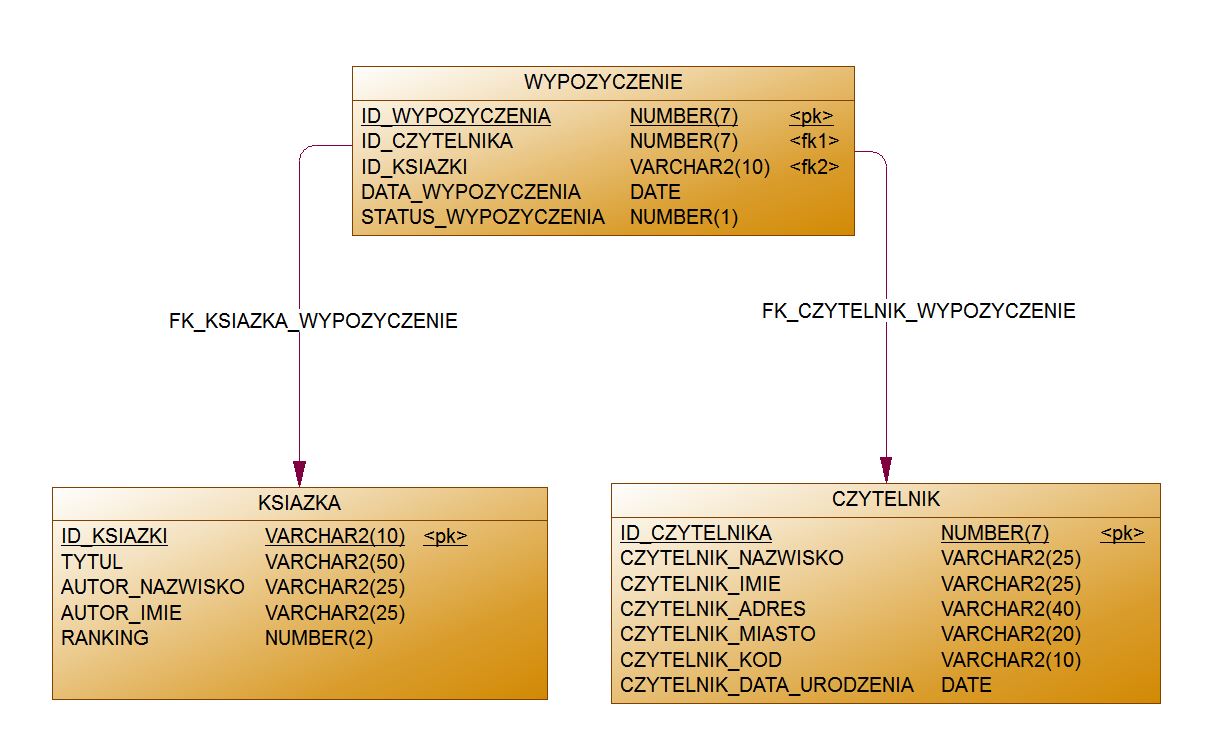 WYPOZYCZENIE
ID_WYPOZYCZENIA NUMBER(7) <pk>
ID_CZYTELNIKA NUMBER(7) <fk1>
ID_KSIAZKI VARCHAR2(10) <fk2>
DATA_WYPOZYCZENIA DATE
STATUS_WYPOZYCZENIA NUMBER(1)
FK_KSIAZKA_WYPOZYCZENIE
FK_CZYTELNIK_WYPOZYCZENIE
KSIAZKA
ID_KSIAZKI VARCHAR2(10) <pk>
TYTUL VARCHAR2(50)
AUTOR_NAZWISKO VARCHAR2(25)
AUTOR_IMIE VARCHAR2(25)
RANKING NUMBER(2)
CZYTELNIK
ID_CZYTELNIKA NUMBER(7) <pk>
CZYTELNIK_NAZWISKO VARCHAR2(25)
CZYTELNIK_IMIE VARCHAR2(25)
CZYTELNIK_ADRES VARCHAR2(40)
CZYTELNIK_MIASTO VARCHAR2(20)
CZYTELNIK_KOD VARCHAR2(10)
CZYTELNIK_DATA_URODZENIA DATE